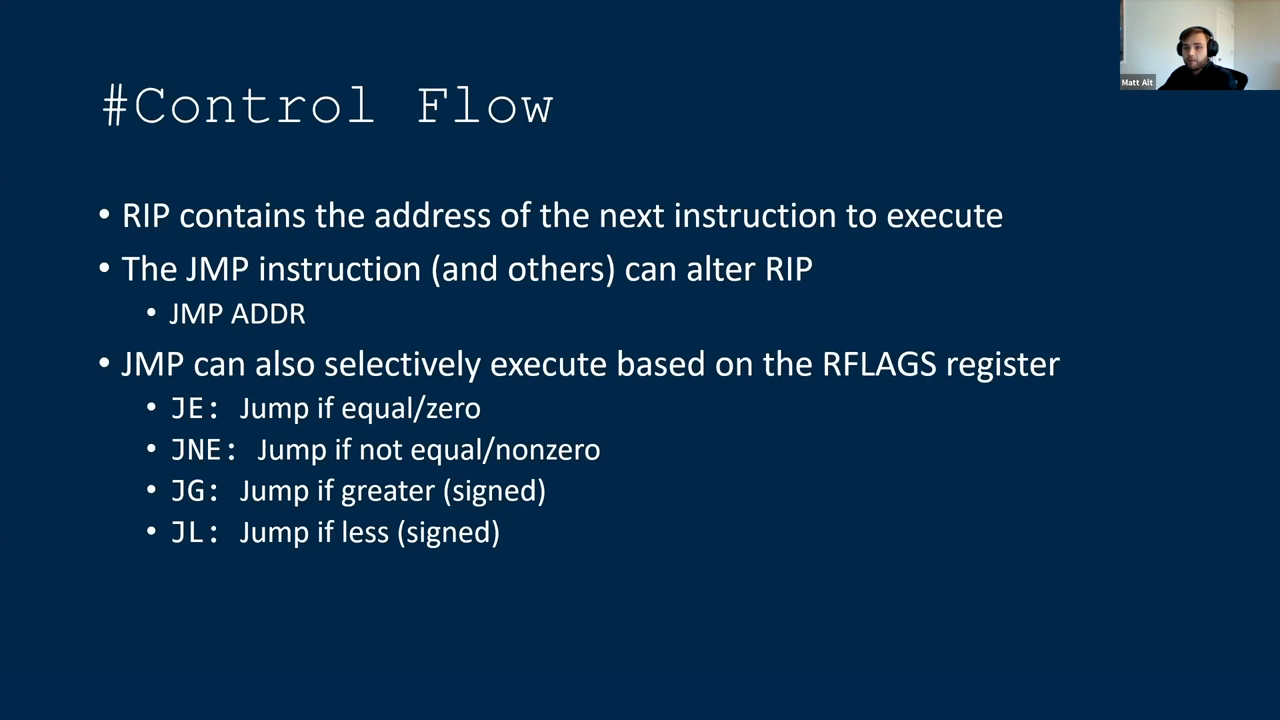 #Control Flow
Matt Alt
• RIP contains the address of the next instruction to execute
• The JMP instruction (and others) can alter RIP
• JMP ADDR
• JMP can also selectively execute based on the RFLAGS register
• JE: Jump if equal/zero
• JNE: Jump if not equal/nonzero
• JG: Jump if greater (signed)
• JL: Jump if less (signed)